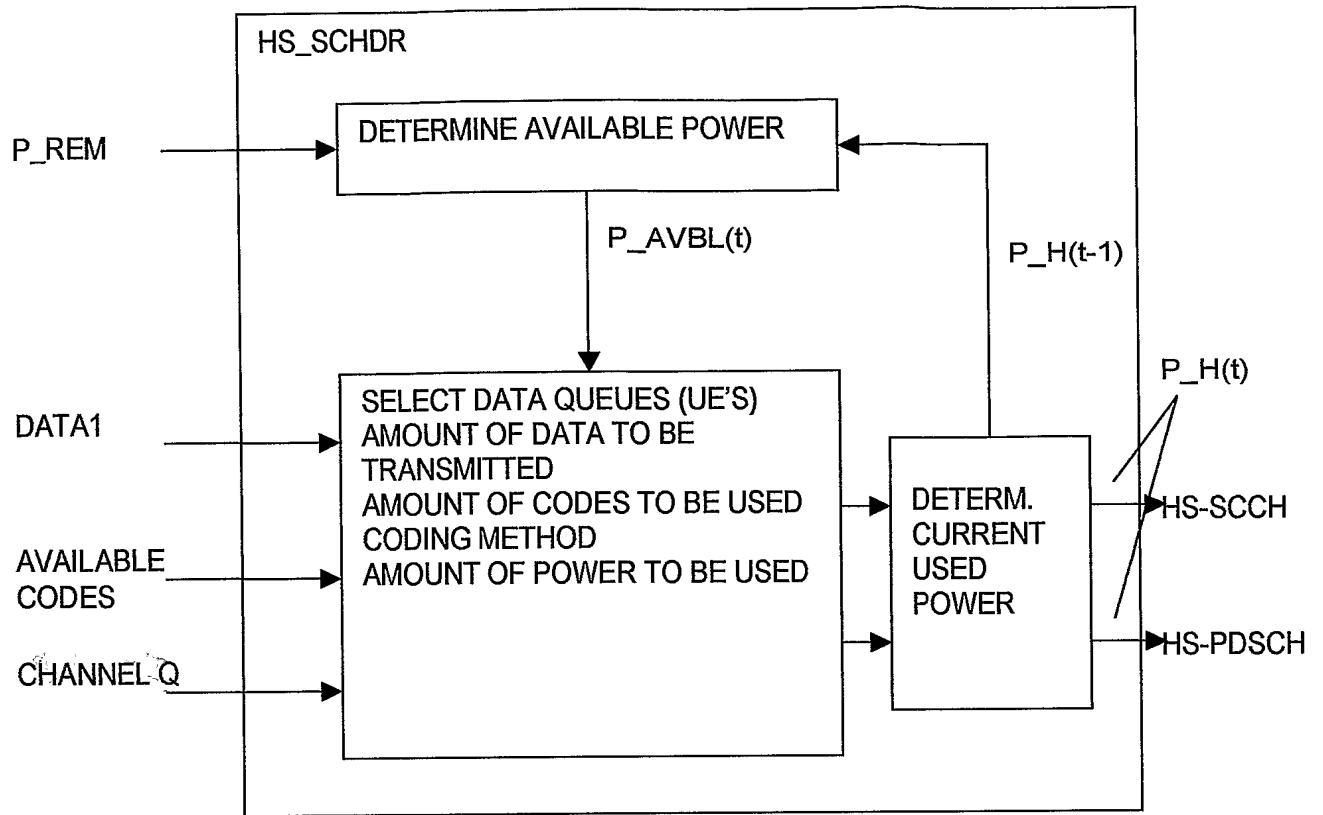 HS_SCHDR
P_REM
DETERMINE AVAILABLE POWER
P_AVBL(t)
P_H(t-1)
P_H(t)
DATA1
AVAILABLE
CODES
CHANNEL Q
SELECT DATA QUEUES (UE'S)
AMOUNT OF DATA TO BE
TRANSMITTED
AMOUNT OF CODES TO BE USED
CODING METHOD
AMOUNT OF POWER TO BE USED
DETERM.
CURRENT
USED
POWER
HS-SCCH
HS-PDSCH